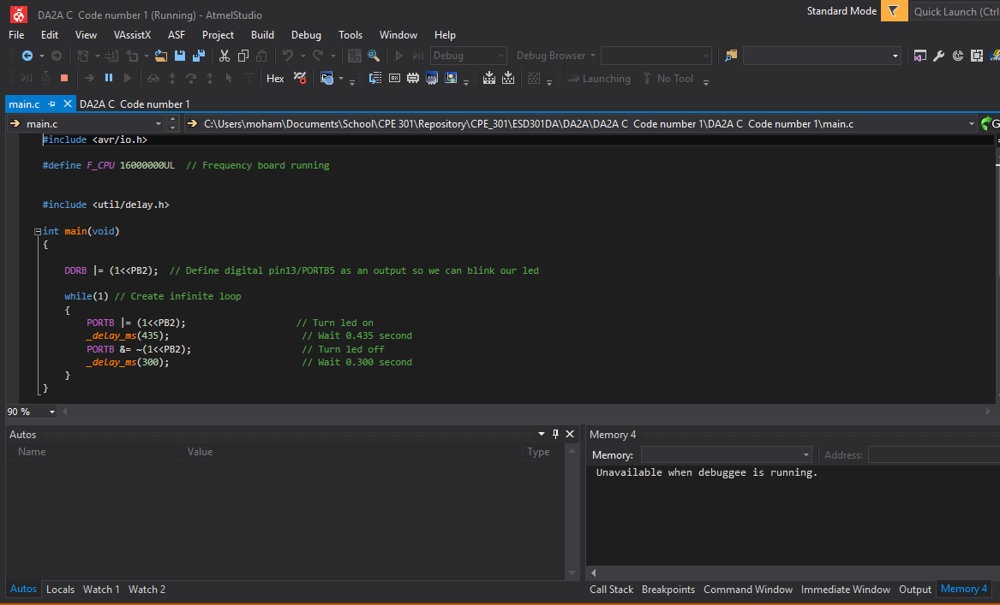 DA2A C Code number 1 (Running) - AtmelStudio
Standard Mode
Quick Launch (Ctrl
File Edit View VAssistX ASF Project Build Debug Tools Window Help
Debug Debug Browser
Hex Launching No Tool
main.c DA2A C Code number 1
main.c C:\Users\moham\Documents\School\CPE 301\Repository\CPE_301\ESD301DA\DA2A\DA2A C Code number 1\DA2A C Code number 1\main.c G
#include <avr/io.h>
#define F_CPU 16000000UL // Frequency board running
#include <util/delay.h>
int main(void)
{
DDRB |= (1<<PB2); // Define digital pin13/PORTB5 as an output so we can blink our led
while(1) // Create infinite loop
{
PORTB |= (1<<PB2); // Turn led on
_delay_ms(435); // Wait 0.435 second
PORTB &= ~(1<<PB2); // Turn led off
_delay_ms(300); // Wait 0.300 second
}
}
90 %
Autos
Name Value Type
Memory 4
Memory: Address:
Unavailable when debuggee is running.
Autos Locals Watch 1 Watch 2
Call Stack Breakpoints Command Window Immediate Window Output Memory 4